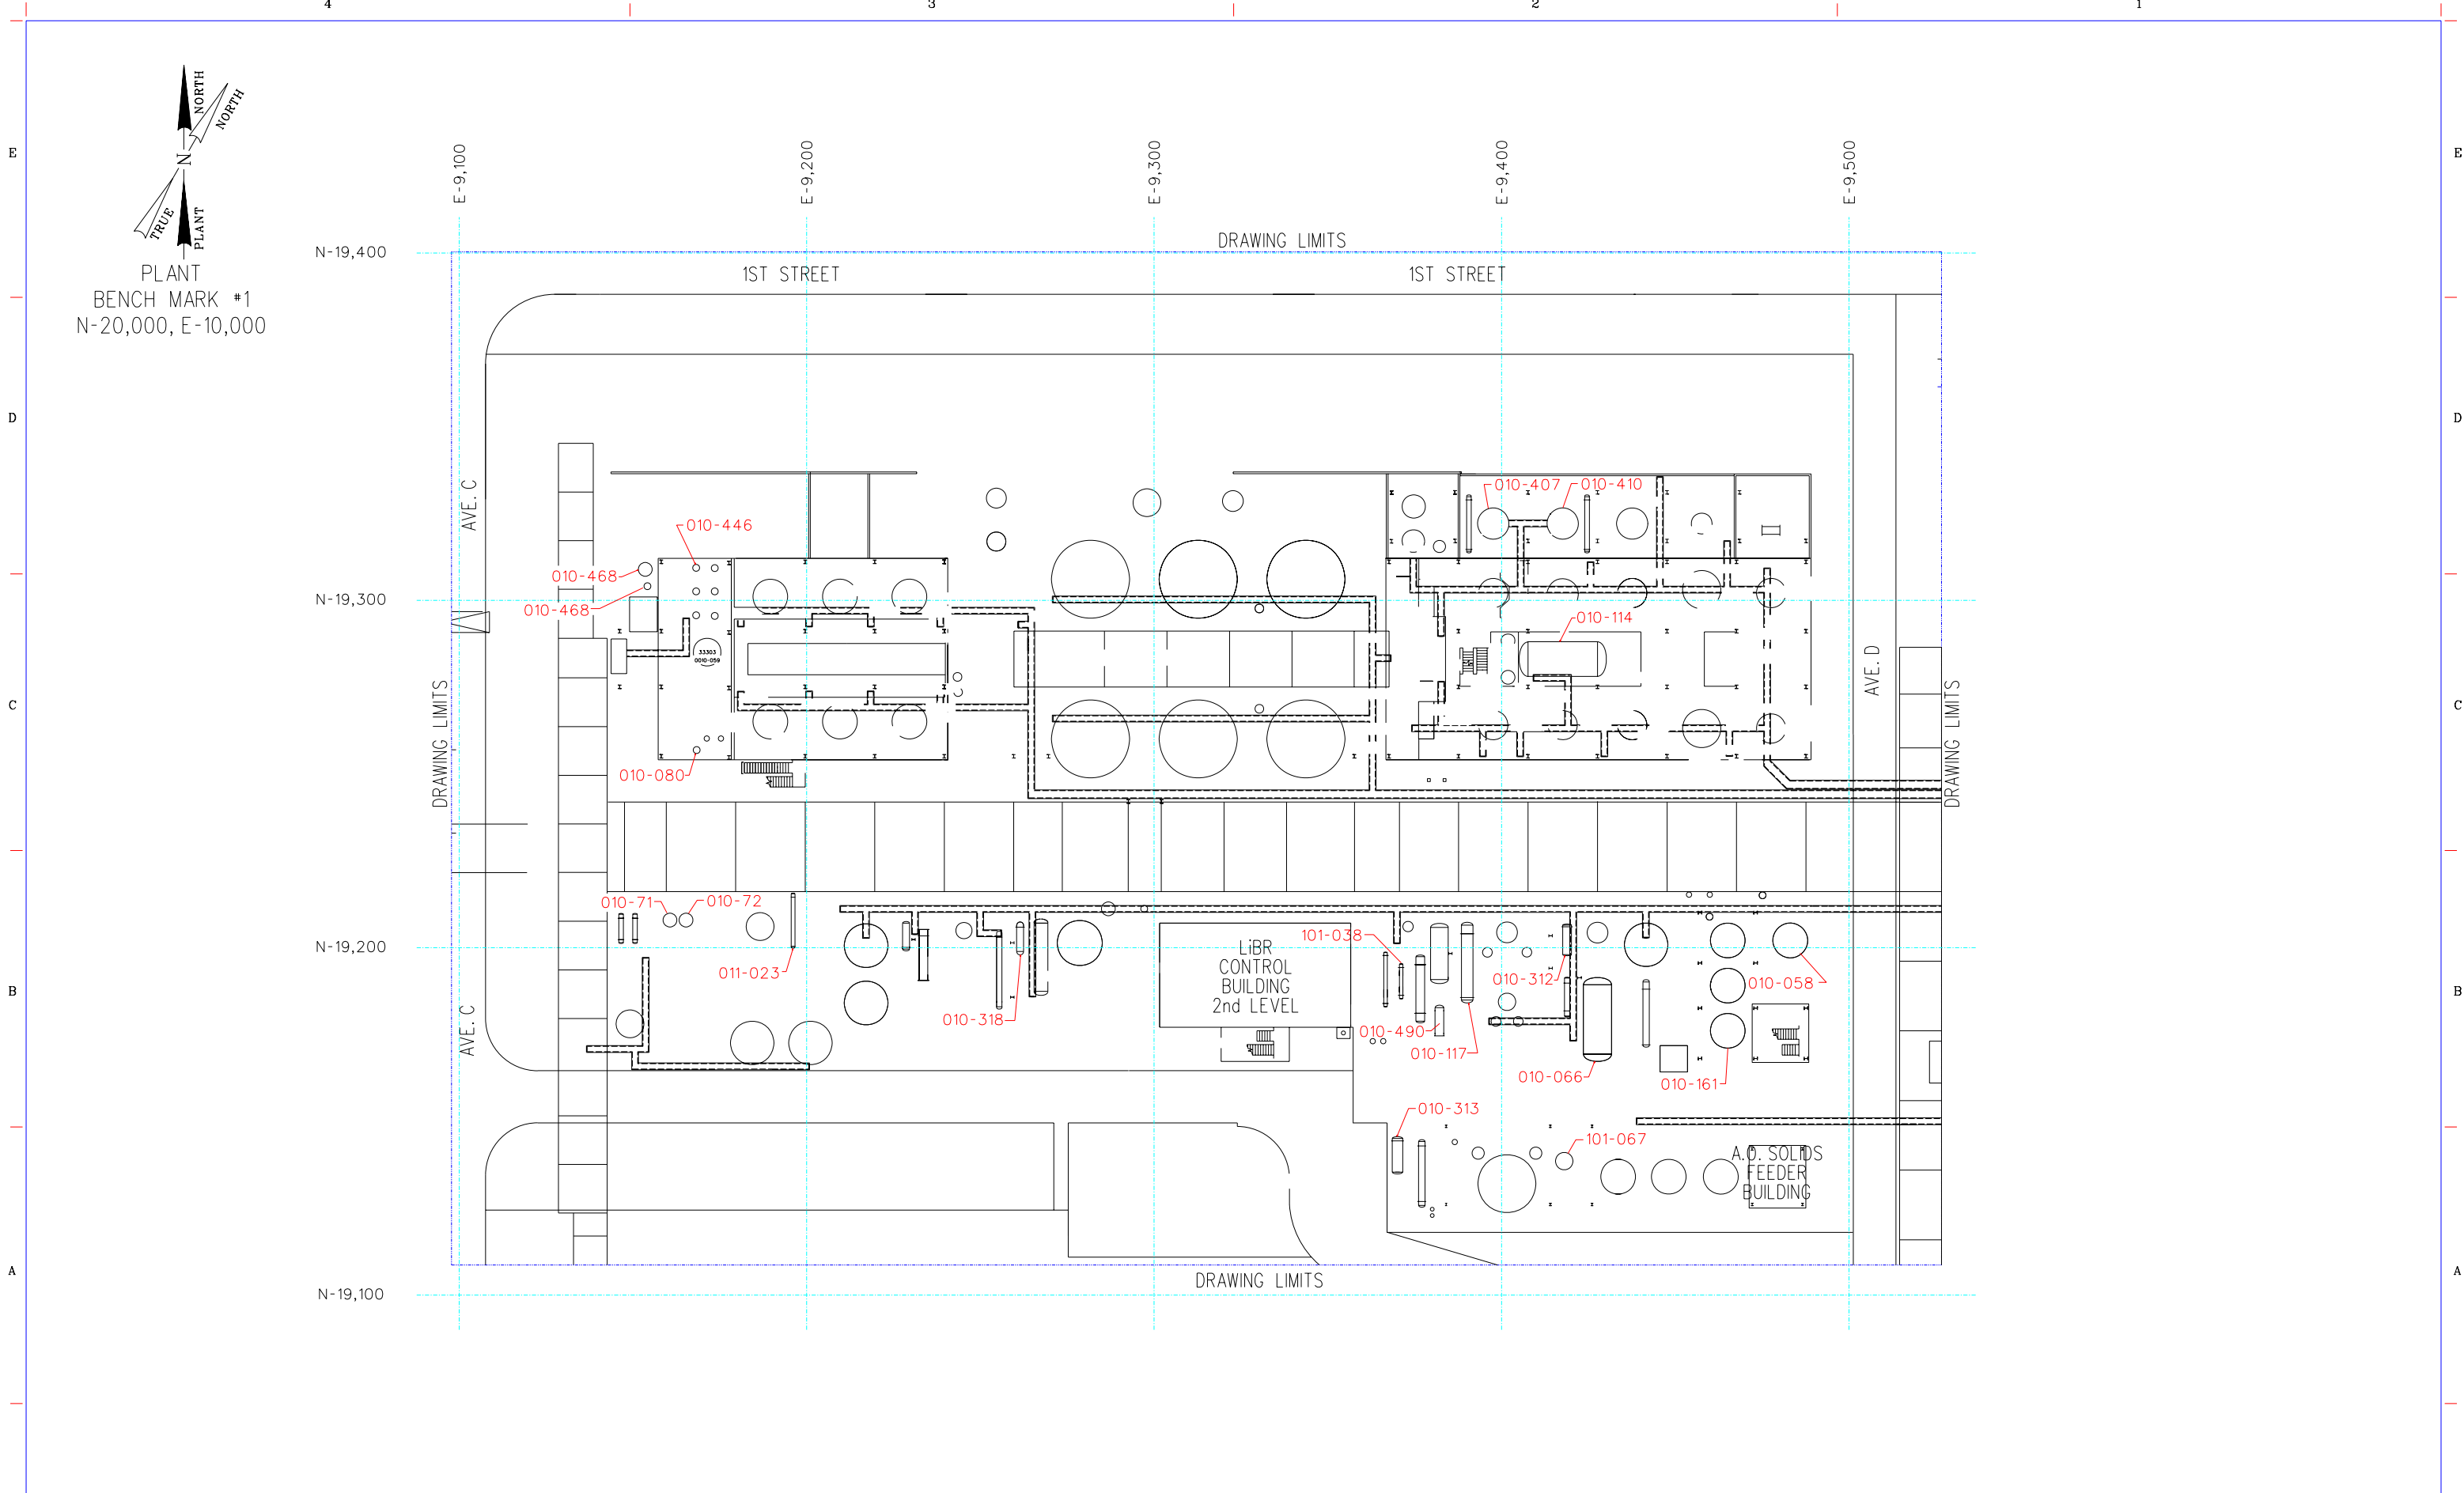 4 3 2 1
E E
NORTH
NORTH
N
TRUE
PLANT
PLANT
BENCH MARK #1
N-20,000, E-10,000
E-9,100
E-9,200
E-9,300
E-9,400
E-9,500
N-19,400
DRAWING LIMITS
1ST STREET
1ST STREET
D D
AVE. C
010-407
010-410
010-446
010-468
010-468
N-19,300
010-114
33303
0010-059
AVE. D
C C
DRAWING LIMITS
DRAWING LIMITS
010-080
010-71
010-72
101-038
N-19,200
011-023
LiBR
CONTROL
BUILDING
2nd LEVEL
010-312
010-058
B B
010-318
010-490
010-117
AVE. C
010-066
010-161
010-313
101-067
A.O. SOLIDS
FEEDER
BUILDING
A A
DRAWING LIMITS
N-19,100